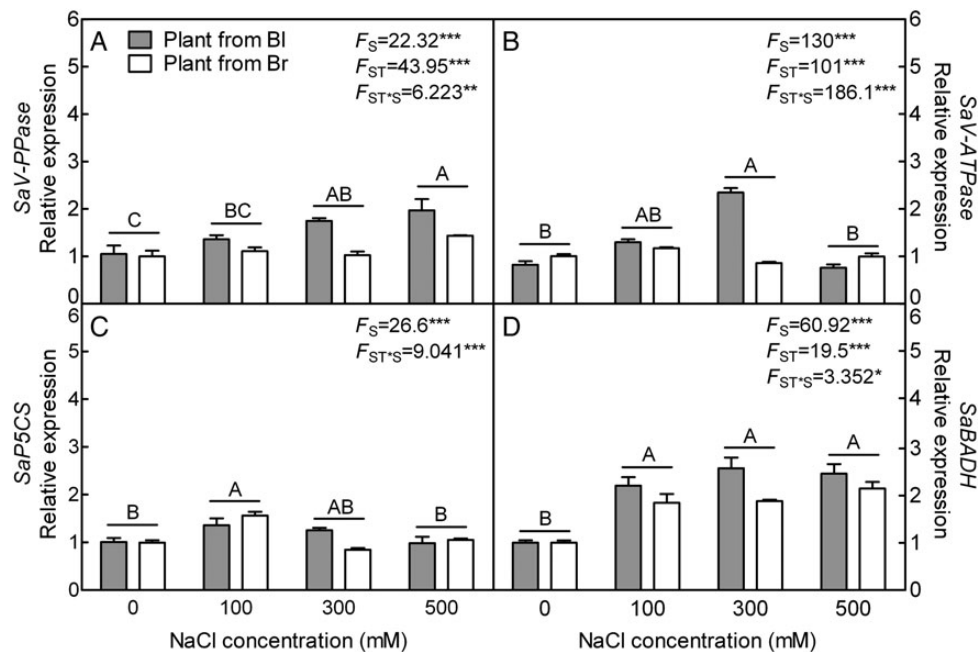 A
Plant from Bl
Plant from Br
F_S=22.32***
F_ST=43.95***
F_ST*S=6.223**
SaV-PPase
Relative expression
6
5
4
3
2
1
0
C
BC
AB
A
B
F_S=130***
F_ST=101***
F_ST*S=186.1***
SaV-ATPase
Relative expression
6
5
4
3
2
1
0
B
AB
A
B
C
F_S=26.6***
F_ST*S=9.041***
SaP5CS
Relative expression
6
5
4
3
2
1
0
B
A
AB
B
0
100
300
500
NaCl concentration (mM)
D
F_S=60.92***
F_ST=19.5***
F_ST*S=3.352*
SaBADH
Relative expression
6
5
4
3
2
1
0
B
A
A
A
0
100
300
500
NaCl concentration (mM)